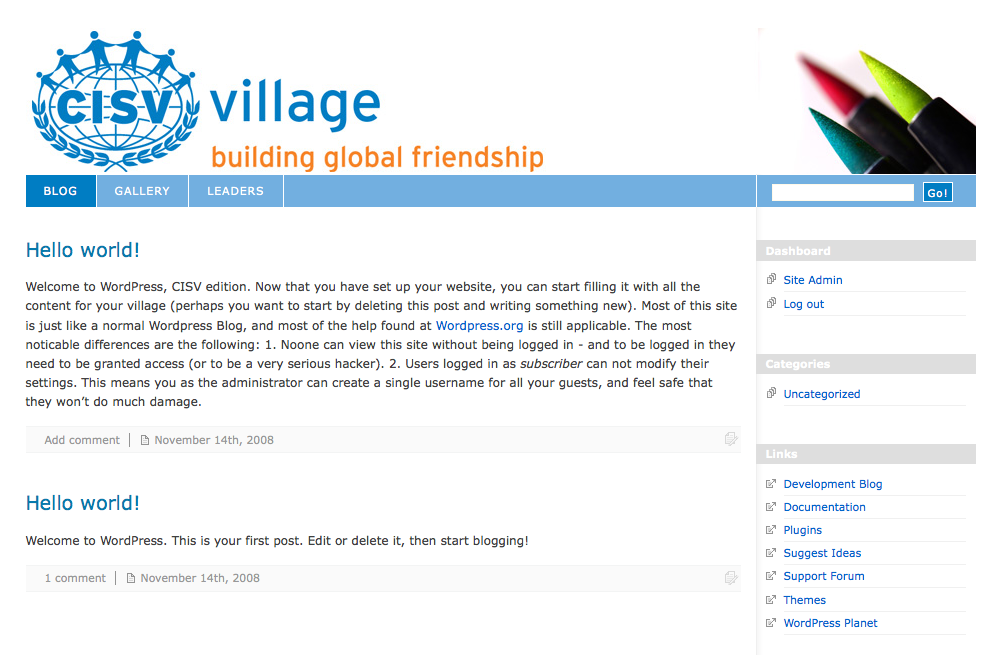 CISV
village
building global friendship
BLOG GALLERY LEADERS
Go!
Hello world!
Welcome to WordPress, CISV edition. Now that you have set up your website, you can start filling it with all the
content for your village (perhaps you want to start by deleting this post and writing something new). Most of this site
is just like a normal Wordpress Blog, and most of the help found at Wordpress.org is still applicable. The most
noticable differences are the following: 1. Noone can view this site without being logged in - and to be logged in they
need to be granted access (or to be a very serious hacker). 2. Users logged in as subscriber can not modify their
settings. This means you as the administrator can create a single username for all your guests, and feel safe that
they won’t do much damage.
Add comment | November 14th, 2008
Hello world!
Welcome to WordPress. This is your first post. Edit or delete it, then start blogging!
1 comment | November 14th, 2008
Dashboard
Site Admin
Log out
Categories
Uncategorized
Links
Development Blog
Documentation
Plugins
Suggest Ideas
Support Forum
Themes
WordPress Planet